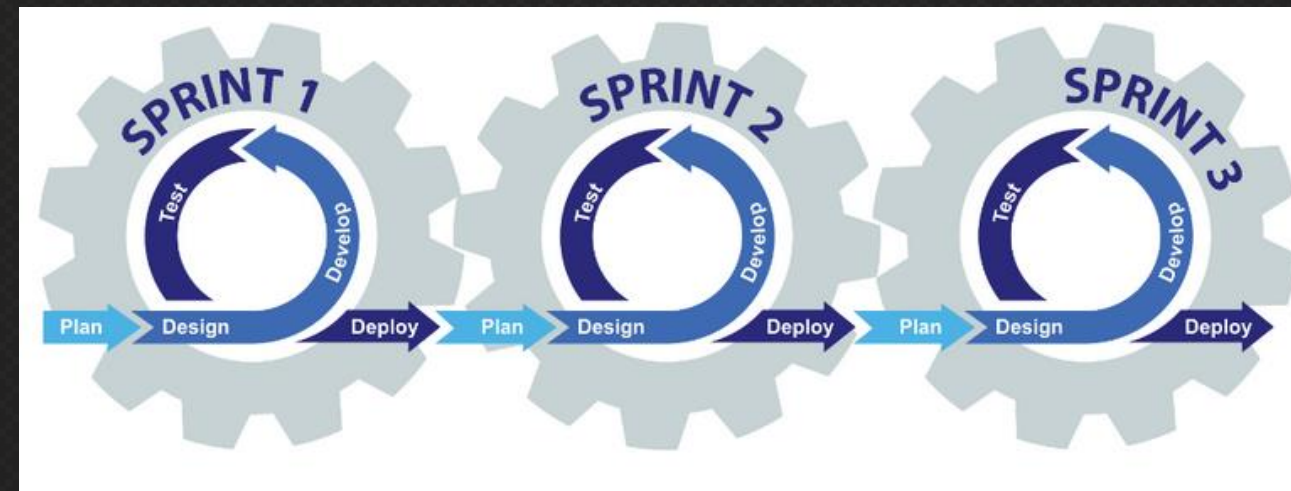 SPRINT 1
Test
Develop
Plan
Design
Deploy
SPRINT 2
Test
Develop
Plan
Design
Deploy
SPRINT 3
Test
Develop
Plan
Design
Deploy